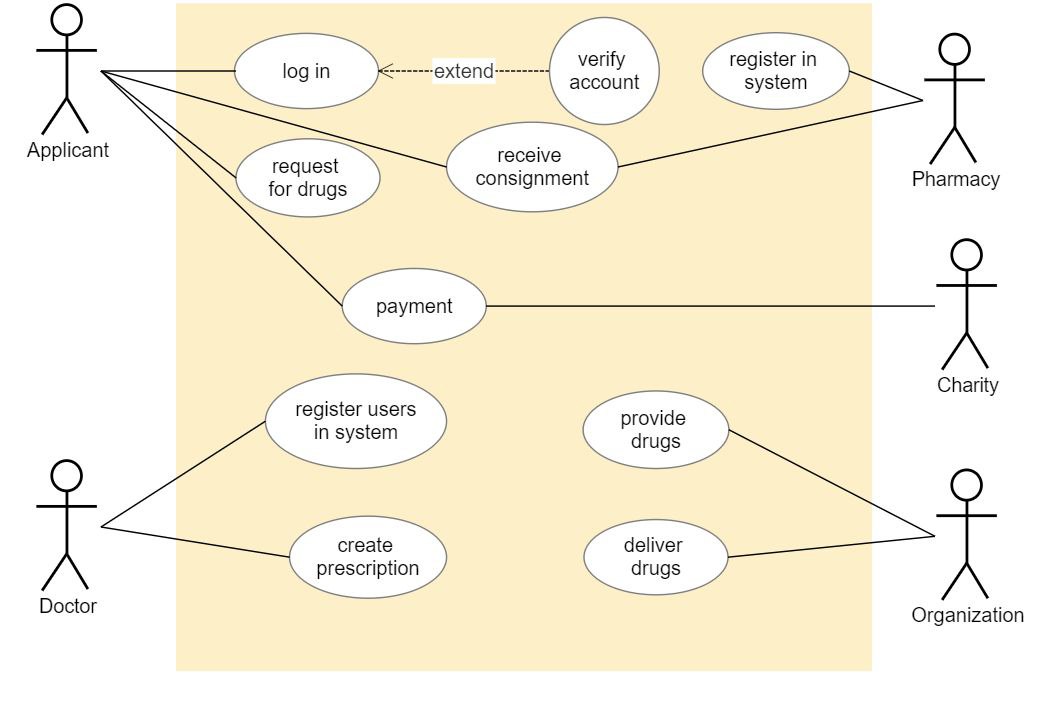 log in
extend
verify
account
register in
system
Applicant
request
for drugs
receive
consignment
Pharmacy
payment
Charity
register users
in system
provide
drugs
create
prescription
deliver
drugs
Doctor
Organization